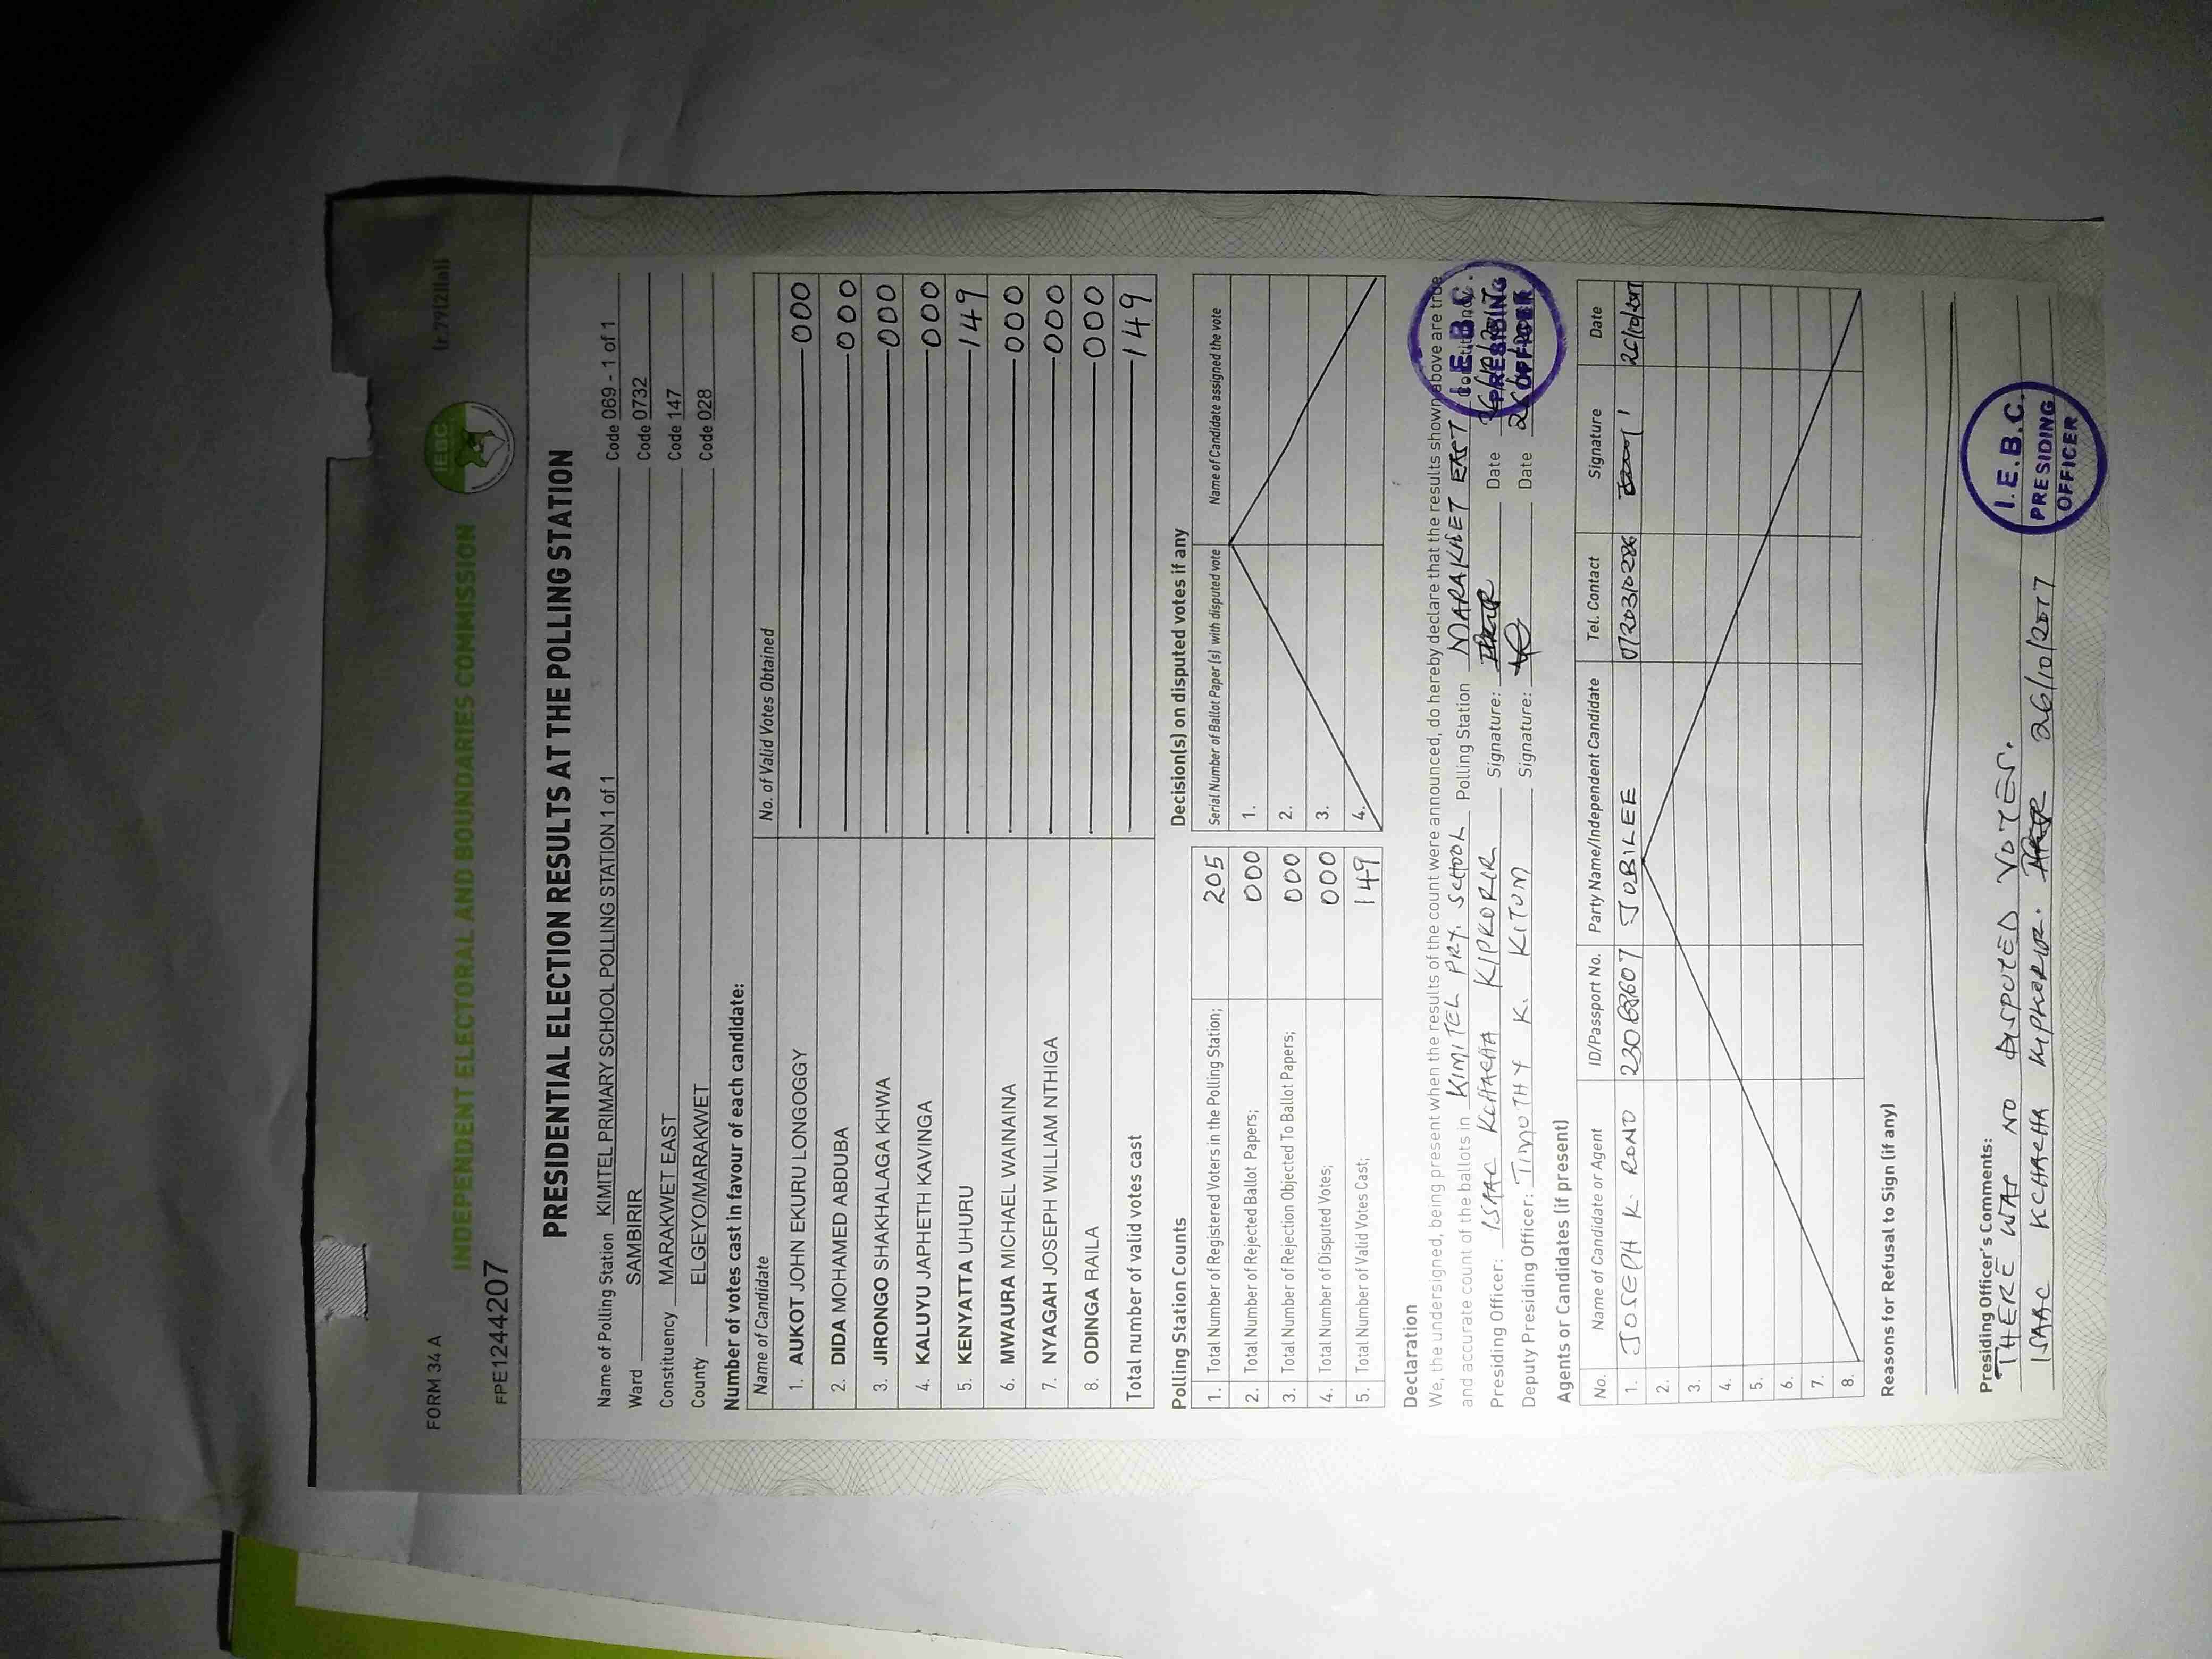 FORM 34 A
(r.79(2)(a))
INDEPENDENT ELECTORAL AND BOUNDARIES COMMISSION
IEBC
FPE1244207
PRESIDENTIAL ELECTION RESULTS AT THE POLLING STATION
Name of Polling Station KIMITEL PRIMARY SCHOOL POLLING STATION 1 of 1 Code 069 - 1 of 1
Ward SAMBIRIR Code 0732
Constituency MARAKWET EAST Code 147
County ELGEYO/MARAKWET Code 028
Number of votes cast in favour of each candidate:
Name of Candidate No. of Valid Votes Obtained
1. AUKOT JOHN EKURU LONGOGGY 000
2. DIDA MOHAMED ABDUBA 000
3. JIRONGO SHAKHALAGA KHWA 000
4. KALUYU JAPHETH KAVINGA 000
5. KENYATTA UHURU 149
6. MWAURA MICHAEL WAINAINA 000
7. NYAGAH JOSEPH WILLIAM NTHIGA 000
8. ODINGA RAILA 000
Total number of valid votes cast 149
Polling Station Counts
1. Total Number of Registered Voters in the Polling Station; 205
2. Total Number of Rejected Ballot Papers; 000
3. Total Number of Rejection Objected To Ballot Papers; 000
4. Total Number of Disputed Votes; 000
5. Total Number of Valid Votes Cast; 149
Decision(s) on disputed votes if any
Serial Number of Ballot Paper (s) with disputed vote Name of Candidate assigned the vote
1.
2.
3.
4.
Declaration
We, the undersigned, being present when the results of the count were announced, do hereby declare that the results shown above are true
and accurate count of the ballots in KIMITEL PRY. SCHOOL Polling Station MARAKWET EAST Constituency.
Presiding Officer: ISAAC KCHACHA KIPKORIR Signature: Date 26/10/2017
Deputy Presiding Officer: TIMOTHY K. KITUM Signature: Date
I.E.B.C.
PRESIDING
OFFICER
Agents or Candidates (if present)
No. Name of Candidate or Agent ID/Passport No. Party Name/Independent Candidate Tel. Contact Signature Date
1. JOSEPH K. RONO JUBILEE 0720310286 26/10/2017
2.
3.
4.
5.
6.
7.
8.
Reasons for Refusal to Sign (if any)
Presiding Officer's Comments:
THERE WAS NO DISPUTED VOTES.
ISAAC KCHACHA KIPKORIR. 26/10/2017
I.E.B.C.
PRESIDING
OFFICER